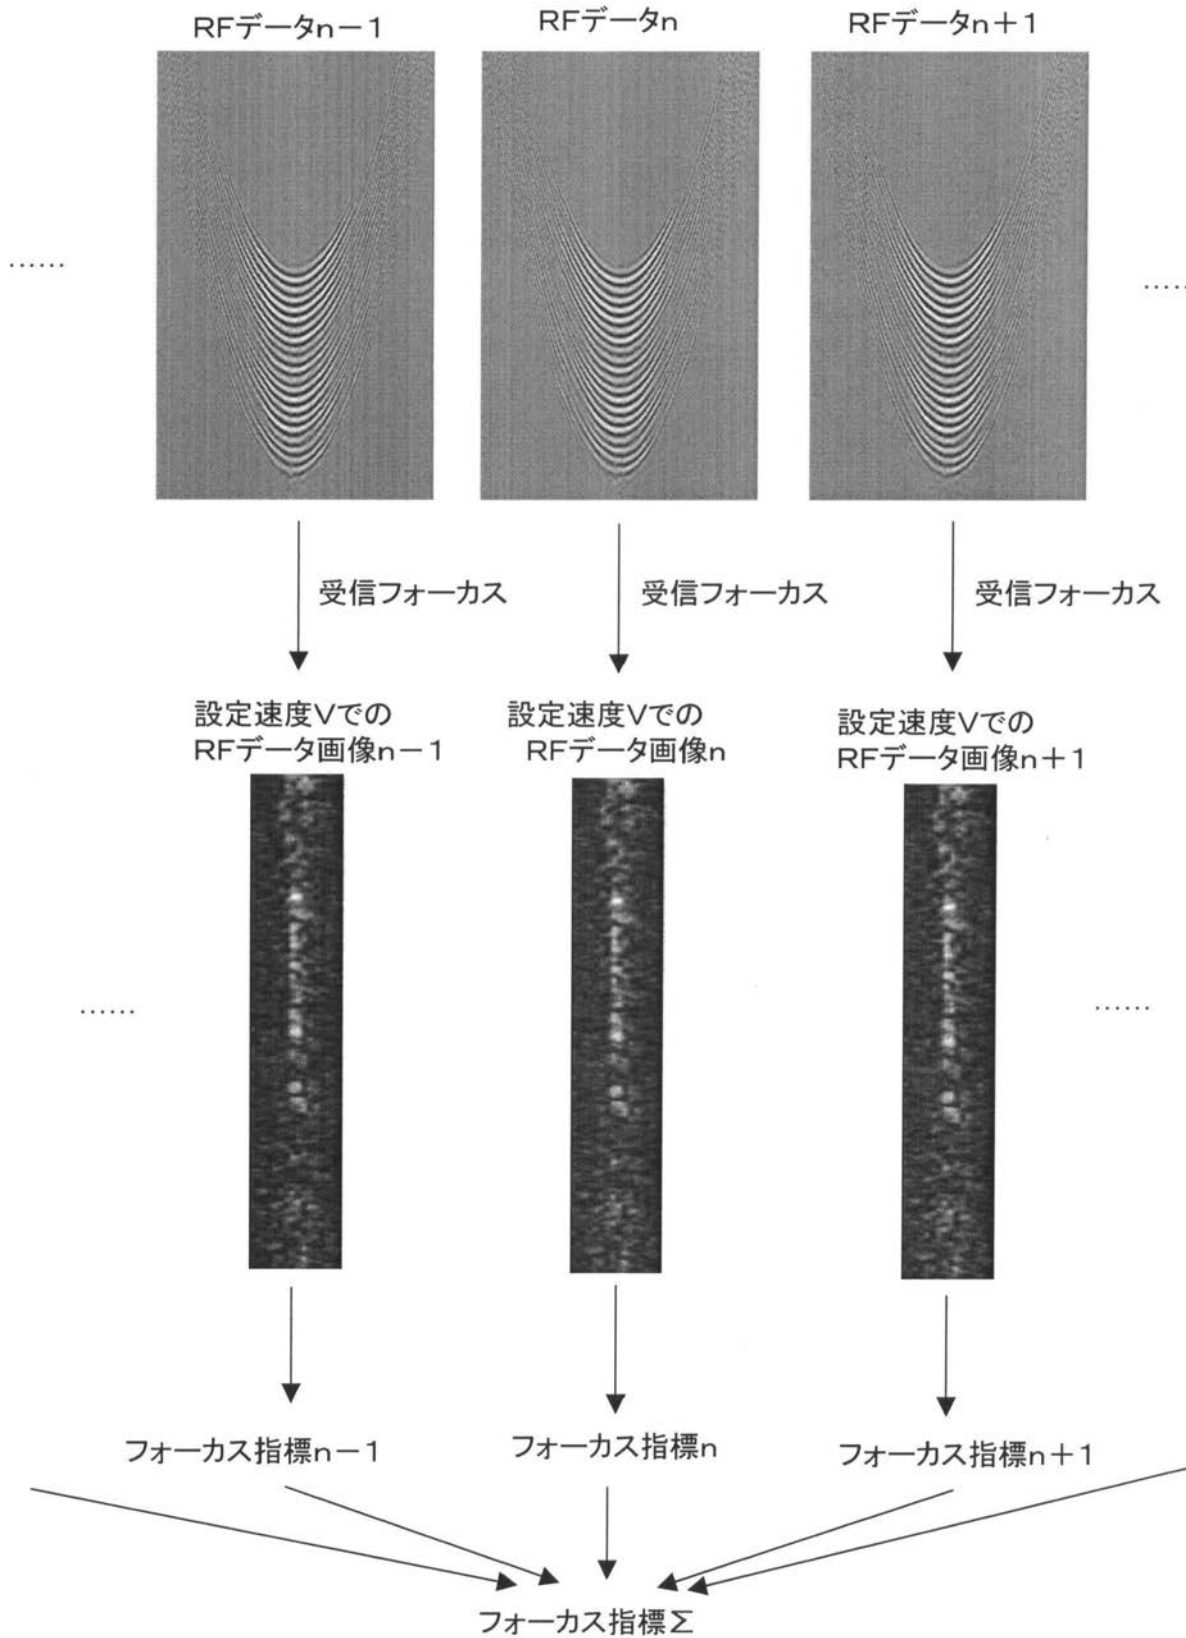 RFデータn−1
RFデータn
RFデータn+1
……
……
受信フォーカス
受信フォーカス
受信フォーカス
設定速度Vでの
RFデータ画像n−1
設定速度Vでの
RFデータ画像n
設定速度Vでの
RFデータ画像n+1
……
……
フォーカス指標n−1
フォーカス指標n
フォーカス指標n+1
フォーカス指標Σ